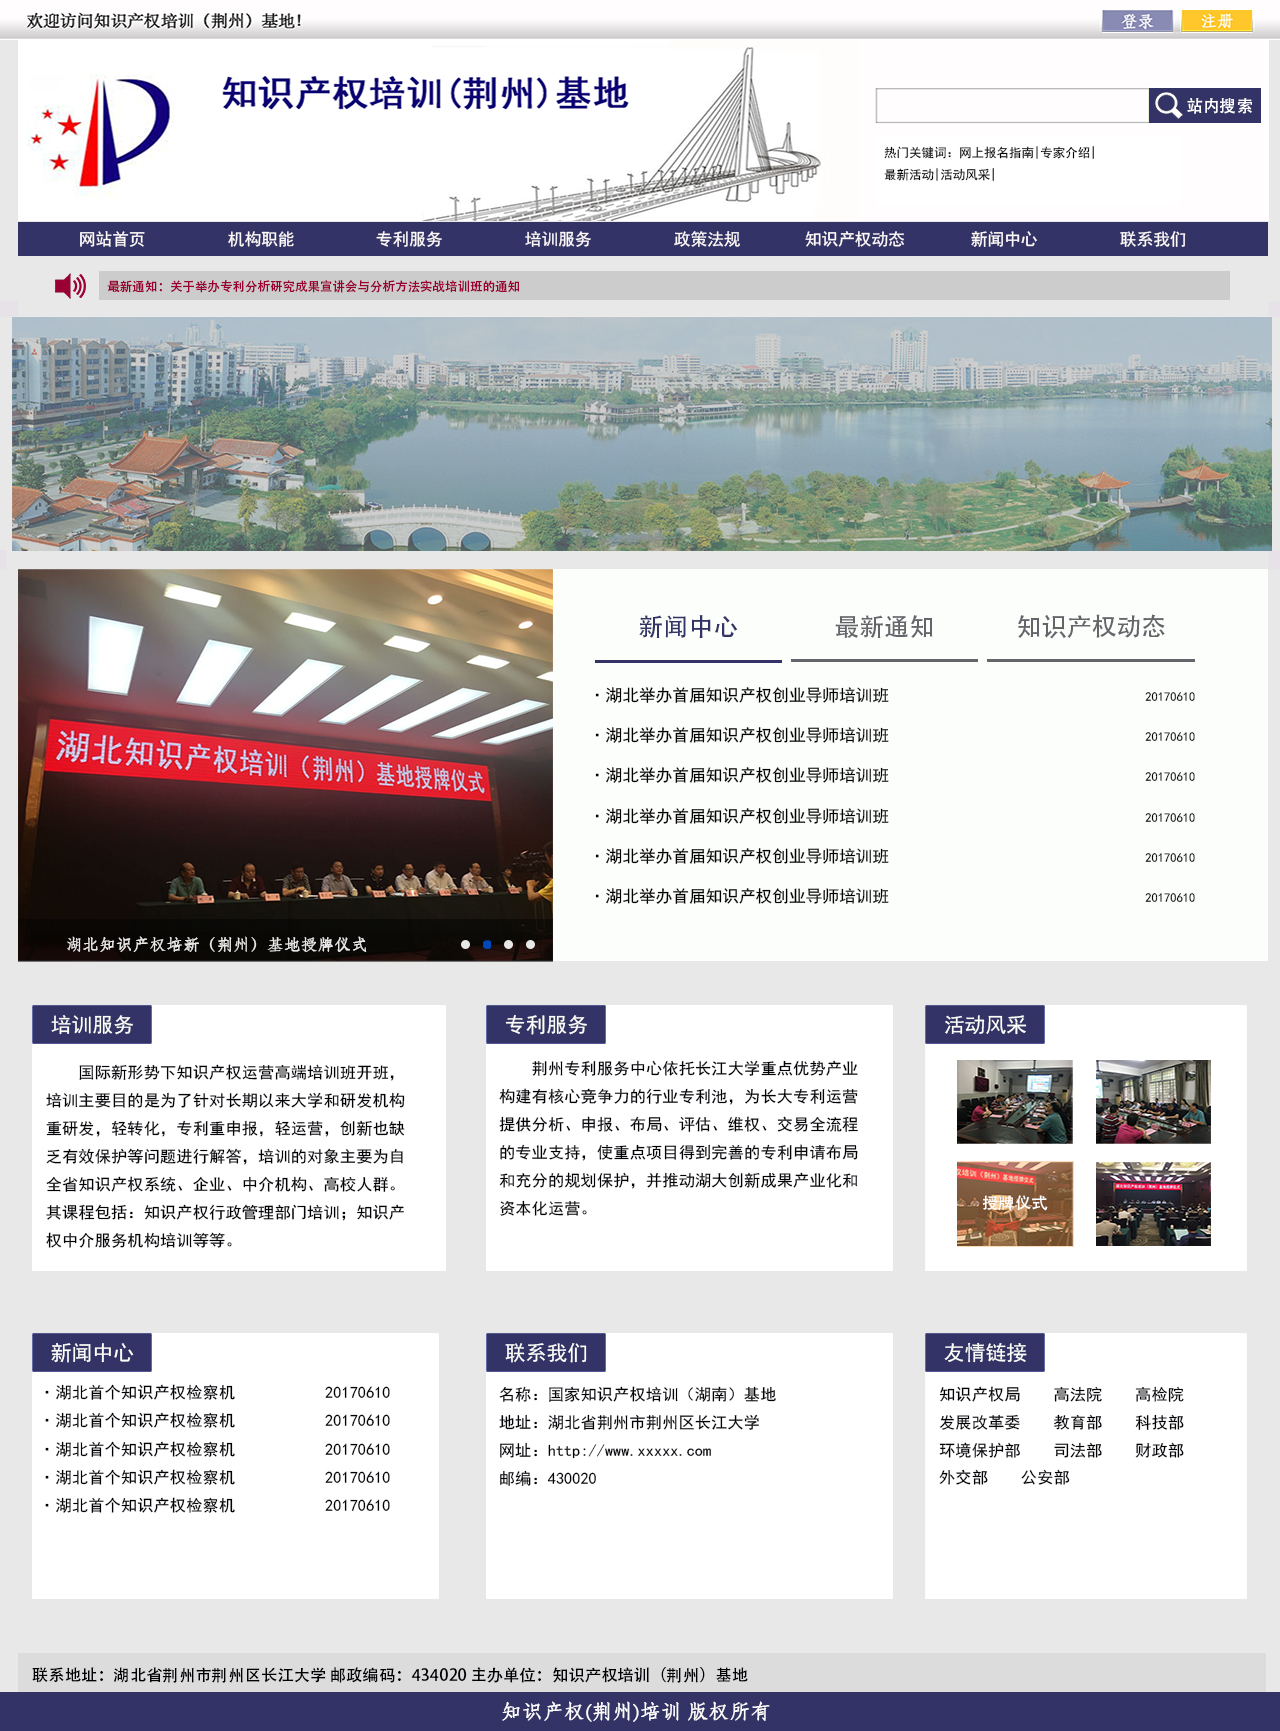 欢迎访问知识产权培训（荆州）基地！
登录
注册
知识产权培训(荆州)基地
站内搜索
热门关键词：网上报名指南|专家介绍|
最新活动|活动风采|
网站首页 机构职能 专利服务 培训服务 政策法规 知识产权动态 新闻中心 联系我们
最新通知：关于举办专利分析研究成果宣讲会与分析方法实战培训班的通知
湖北知识产权培训（荆州）基地授牌仪式
湖北知识产权培新（荆州）基地授牌仪式
新闻中心 最新通知 知识产权动态
· 湖北举办首届知识产权创业导师培训班 20170610
· 湖北举办首届知识产权创业导师培训班 20170610
· 湖北举办首届知识产权创业导师培训班 20170610
· 湖北举办首届知识产权创业导师培训班 20170610
· 湖北举办首届知识产权创业导师培训班 20170610
· 湖北举办首届知识产权创业导师培训班 20170610
培训服务
国际新形势下知识产权运营高端培训班开班，
培训主要目的是为了针对长期以来大学和研发机构
重研发，轻转化，专利重申报，轻运营，创新也缺
乏有效保护等问题进行解答，培训的对象主要为自
全省知识产权系统、企业、中介机构、高校人群。
其课程包括：知识产权行政管理部门培训；知识产
权中介服务机构培训等等。
专利服务
荆州专利服务中心依托长江大学重点优势产业
构建有核心竞争力的行业专利池，为长大专利运营
提供分析、申报、布局、评估、维权、交易全流程
的专业支持，使重点项目得到完善的专利申请布局
和充分的规划保护，并推动湖大创新成果产业化和
资本化运营。
活动风采
授牌仪式
新闻中心
· 湖北首个知识产权检察机 20170610
· 湖北首个知识产权检察机 20170610
· 湖北首个知识产权检察机 20170610
· 湖北首个知识产权检察机 20170610
· 湖北首个知识产权检察机 20170610
联系我们
名称：国家知识产权培训（湖南）基地
地址：湖北省荆州市荆州区长江大学
网址：http://www.xxxxx.com
邮编：430020
友情链接
知识产权局 高法院 高检院
发展改革委 教育部 科技部
环境保护部 司法部 财政部
外交部 公安部
联系地址：湖北省荆州市荆州区长江大学 邮政编码：434020 主办单位：知识产权培训（荆州）基地
知识产权(荆州)培训 版权所有